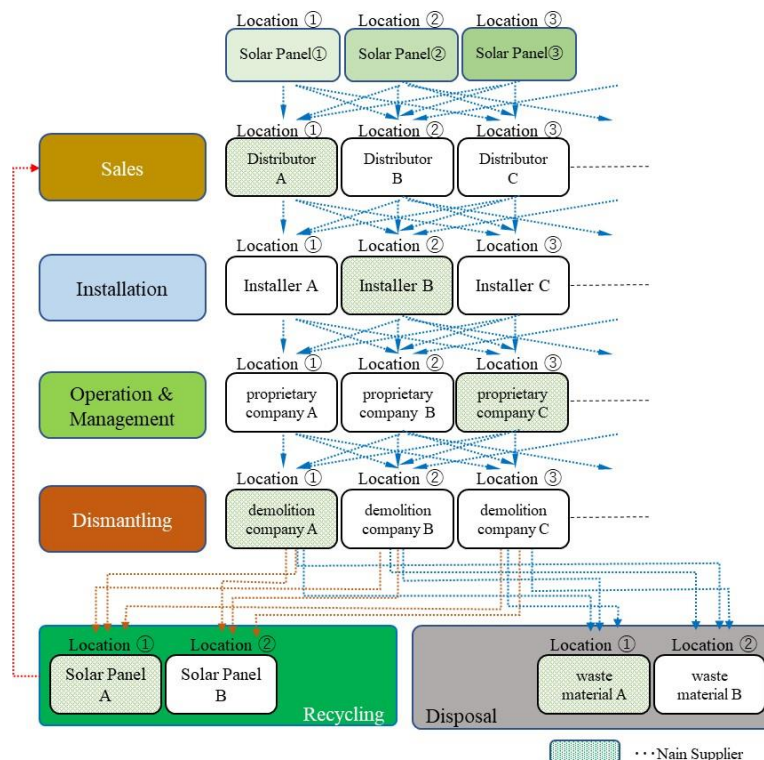 Location ① Location ② Location ③
Solar Panel① Solar Panel② Solar Panel③
Location ① Location ② Location ③
Sales
Distributor
A
Distributor
B
Distributor
C
Location ① Location ② Location ③
Installation
Installer A
Installer B
Installer C
Location ① Location ② Location ③
Operation &
Management
proprietary
company A
proprietary
company B
proprietary
company C
Location ① Location ② Location ③
Dismantling
demolition
company A
demolition
company B
demolition
company C
Location ① Location ②
Solar Panel
A
Solar Panel
B
Recycling
Location ① Location ②
waste
material A
waste
material B
Disposal
···Nain Supplier